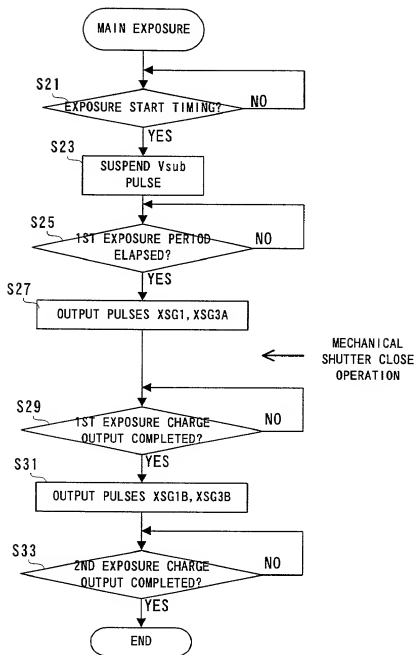 MAIN EXPOSURE
S21
EXPOSURE START TIMING?
NO
YES
S23
SUSPEND Vsub
PULSE
S25
1ST EXPOSURE PERIOD
ELAPSED?
NO
YES
S27
OUTPUT PULSES XSG1, XSG3A
MECHANICAL
SHUTTER CLOSE
OPERATION
S29
1ST EXPOSURE CHARGE
OUTPUT COMPLETED?
NO
YES
S31
OUTPUT PULSES XSG1B, XSG3B
S33
2ND EXPOSURE CHARGE
OUTPUT COMPLETED?
NO
YES
END